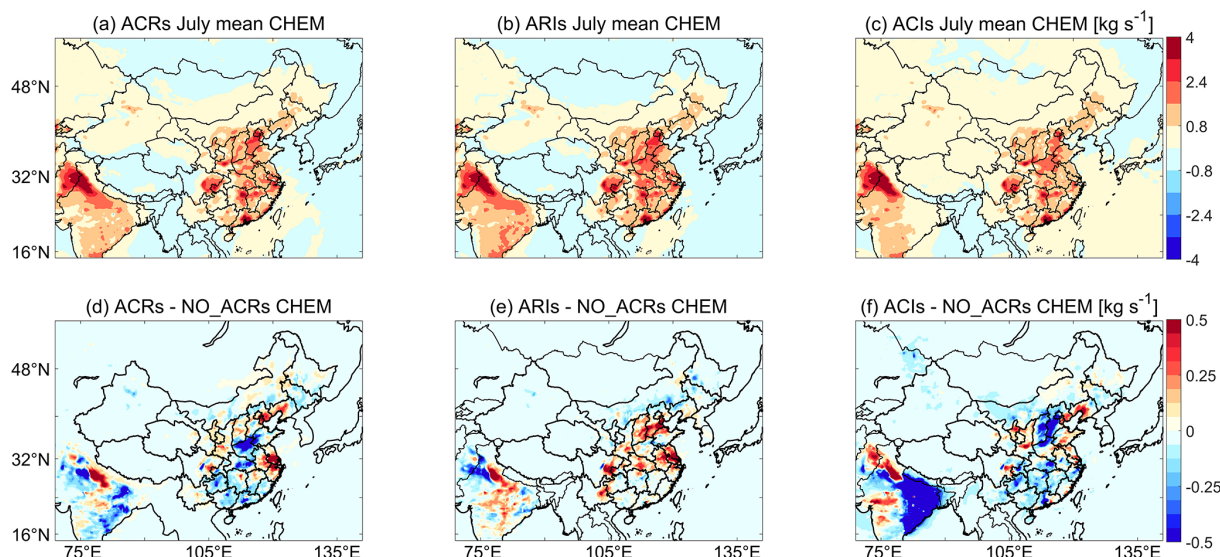 (a) ACRs July mean CHEM
(b) ARIs July mean CHEM
(c) ACIs July mean CHEM [kg s⁻¹]
48°N
32°N
16°N
4
2.4
0.8
-0.8
-2.4
-4
(d) ACRs - NO_ACRs CHEM
(e) ARIs - NO_ACRs CHEM
(f) ACIs - NO_ACRs CHEM [kg s⁻¹]
48°N
32°N
16°N
0.5
0.25
0
-0.25
-0.5
75°E 105°E 135°E
75°E 105°E 135°E
75°E 105°E 135°E